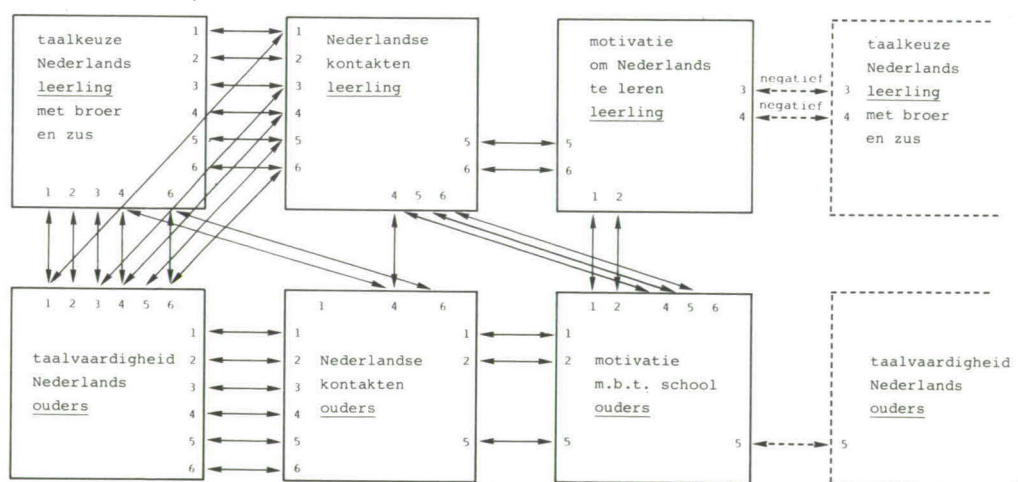 taalkeuze
Nederlands
leerling
met broer
en zus
1
2
3
4
5
6
1 2 3 4 6
1
2
3
4
5
6
Nederlandse
kontakten
leerling
5
6
4 5 6
motivatie
om Nederlands
te leren
leerling
3
4
5
6
1 2
negatief
negatief
taalkeuze
Nederlands
3 leerling
4 met broer
en zus
1 2 3 4 5 6
taalvaardigheid
Nederlands
ouders
1
2
3
4
5
6
1 4 6
1
2
3
4
5
6
Nederlandse
kontakten
ouders
1
2
5
1 2 4 5 6
1
2
5
motivatie
m.b.t. school
ouders
5
taalvaardigheid
Nederlands
ouders
5